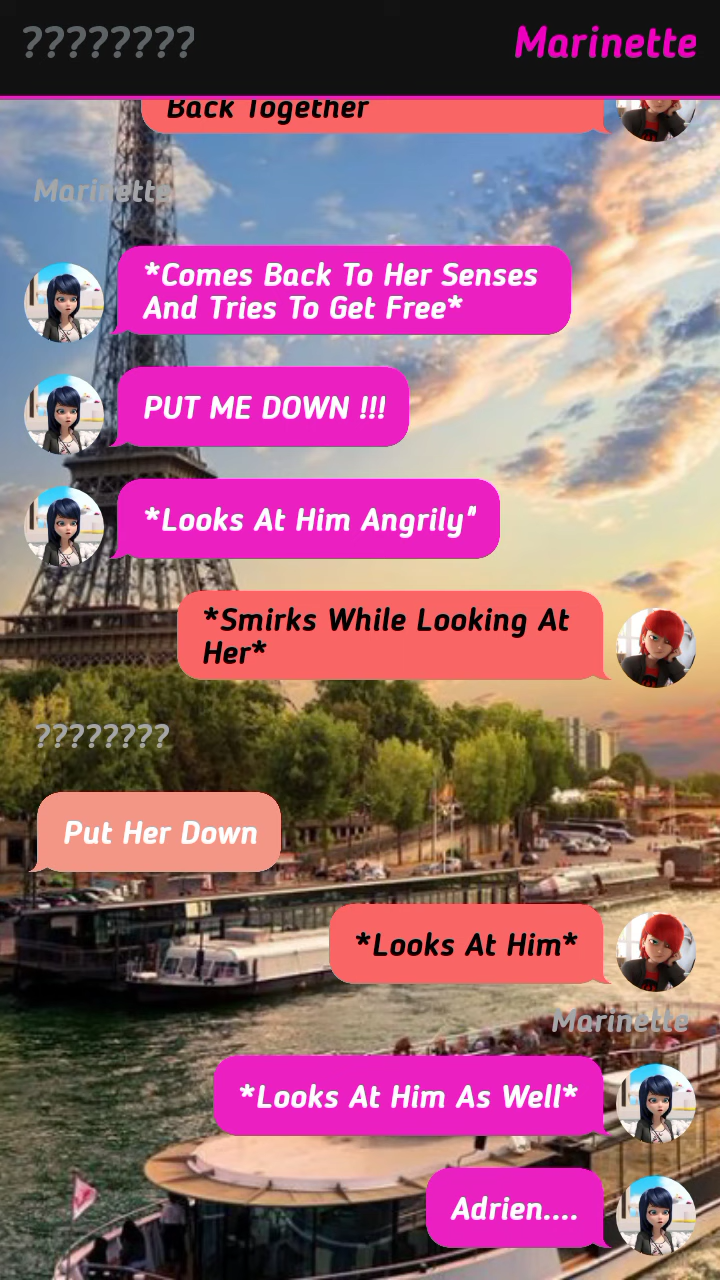 ????????
Marinette
Back Together
Marinette
*Comes Back To Her Senses
And Tries To Get Free*
PUT ME DOWN !!!
*Looks At Him Angrily"
*Smirks While Looking At
Her*
????????
Put Her Down
*Looks At Him*
Marinette
*Looks At Him As Well*
Adrien....